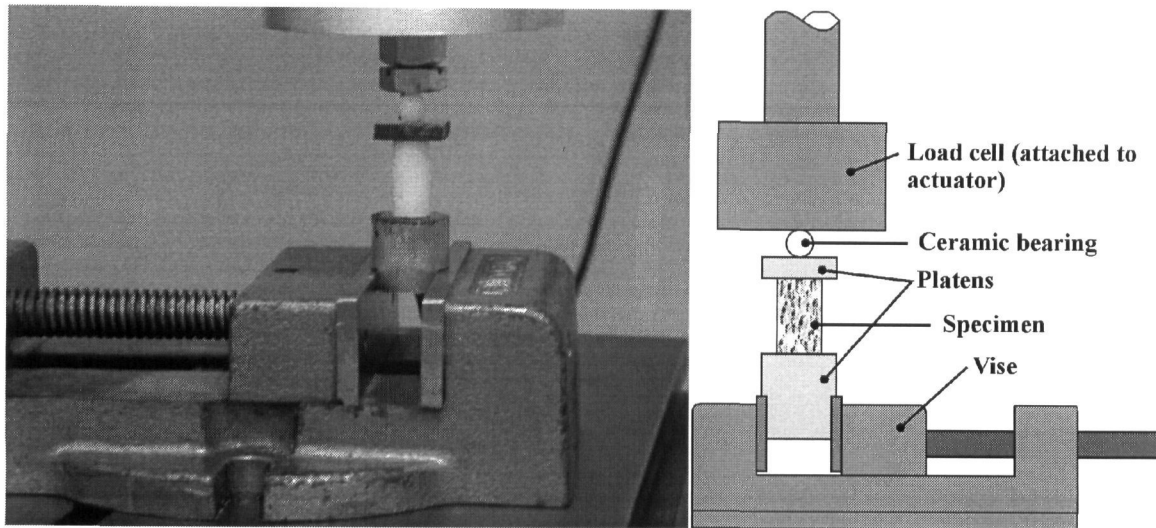 Load cell (attached to
actuator)
Ceramic bearing
Platens
Specimen
Vise